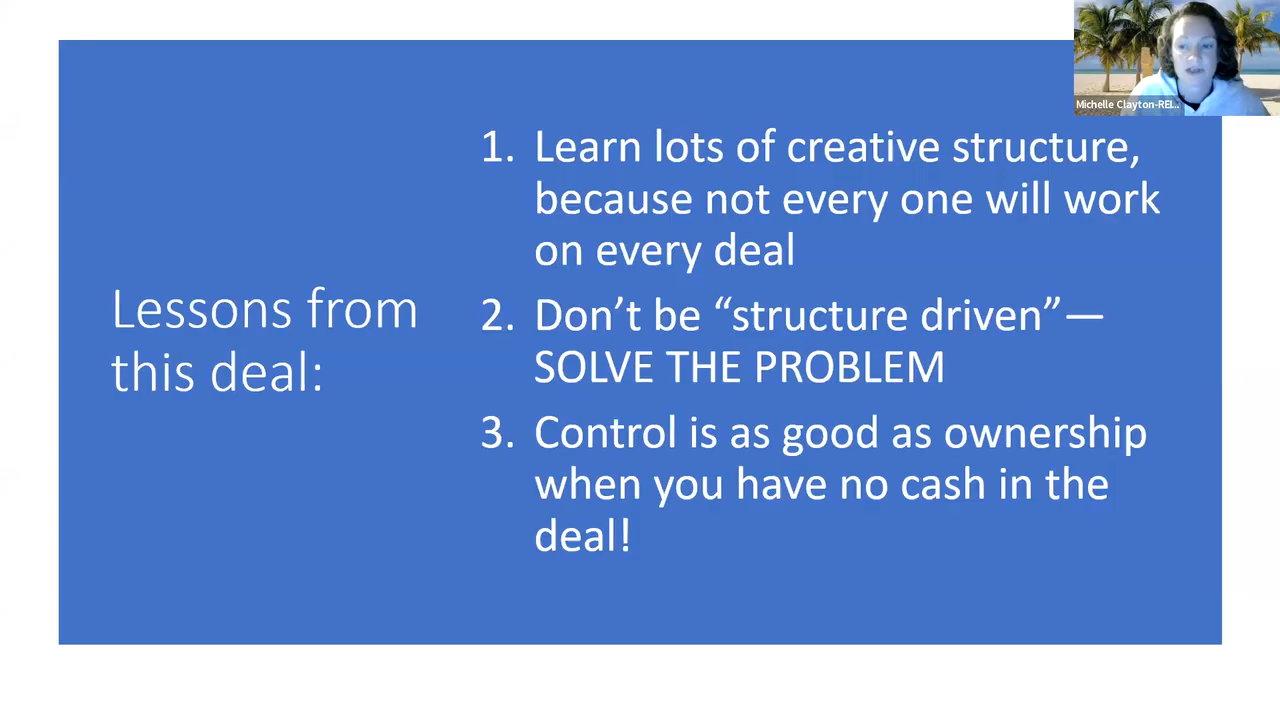 Michelle Clayton-REI...
1. Learn lots of creative structure,
because not every one will work
on every deal
Lessons from
this deal:
2. Don’t be “structure driven”—
SOLVE THE PROBLEM
3. Control is as good as ownership
when you have no cash in the
deal!